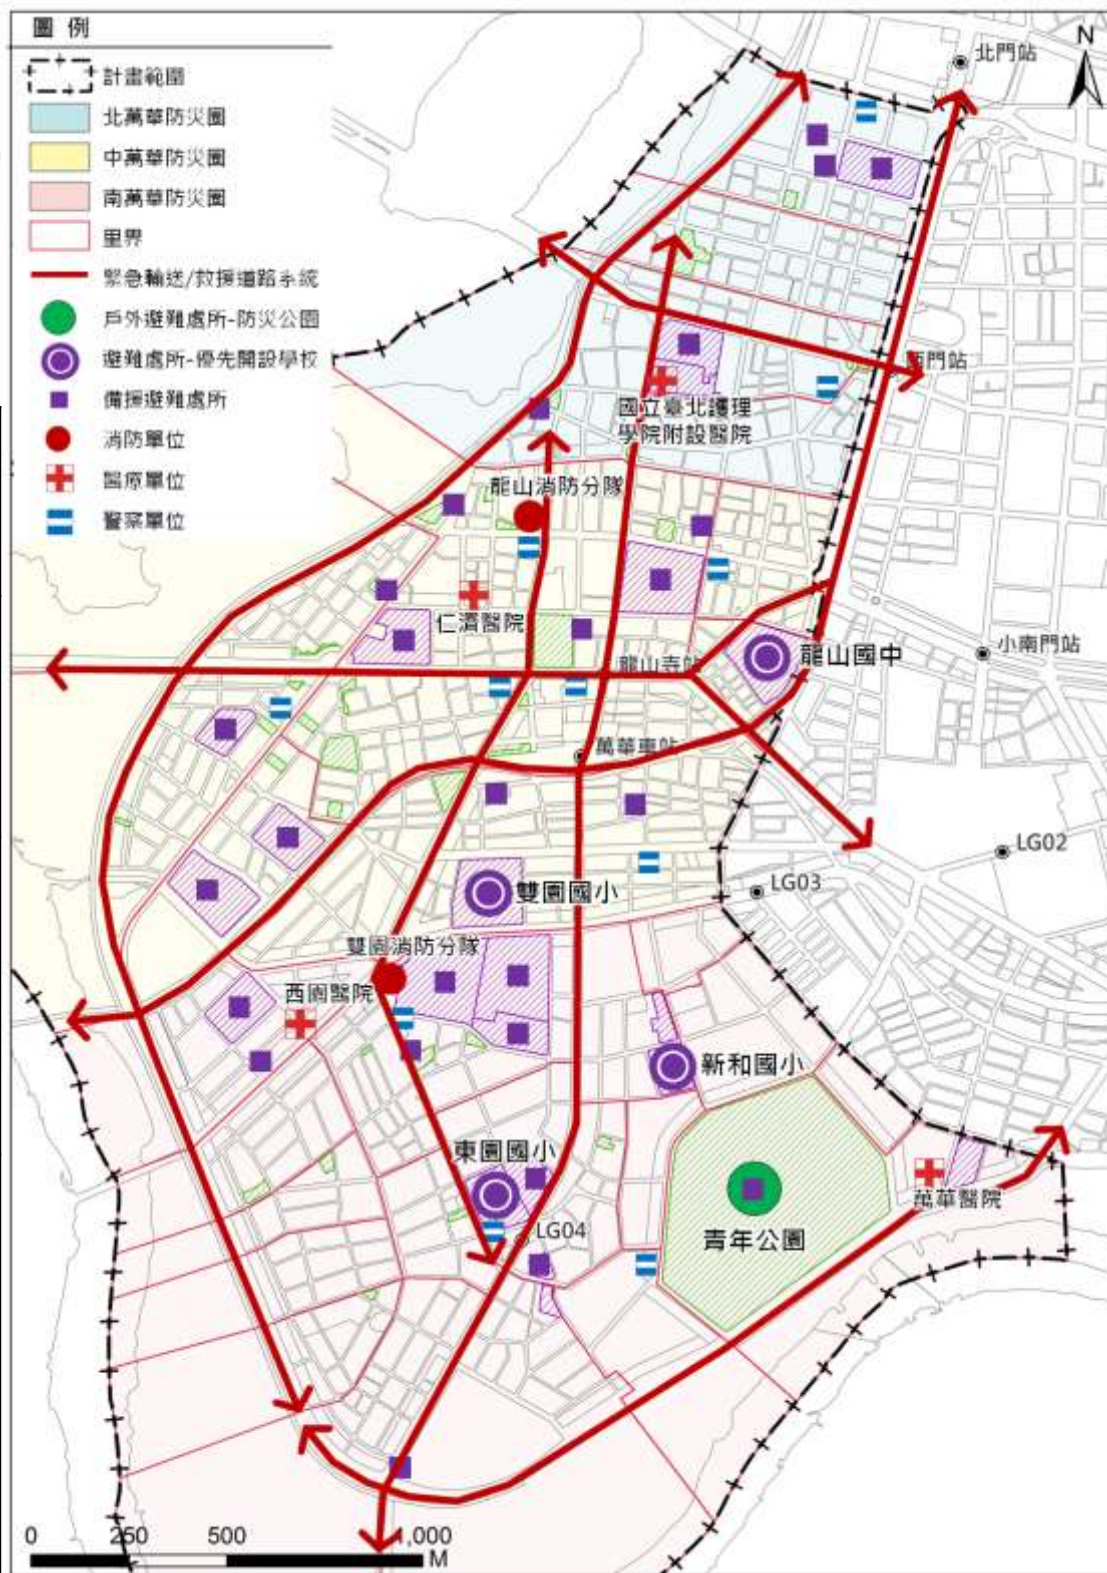 圖 例
計畫範圍
北萬華防災圈
中萬華防災圈
南萬華防災圈
里界
緊急輸送/救援道路系統
戶外避難處所-防災公園
避難處所-優先開設學校
備援避難處所
消防單位
醫療單位
警察單位
N
北門站
西門站
國立臺北護理
學院附設醫院
龍山消防分隊
仁濟醫院
龍山寺站
龍山國中
小南門站
萬華車站
LG02
LG03
雙園國小
雙園消防分隊
西園醫院
新和國小
東園國小
萬華醫院
LG04
青年公園
0 250 500 1,000
M